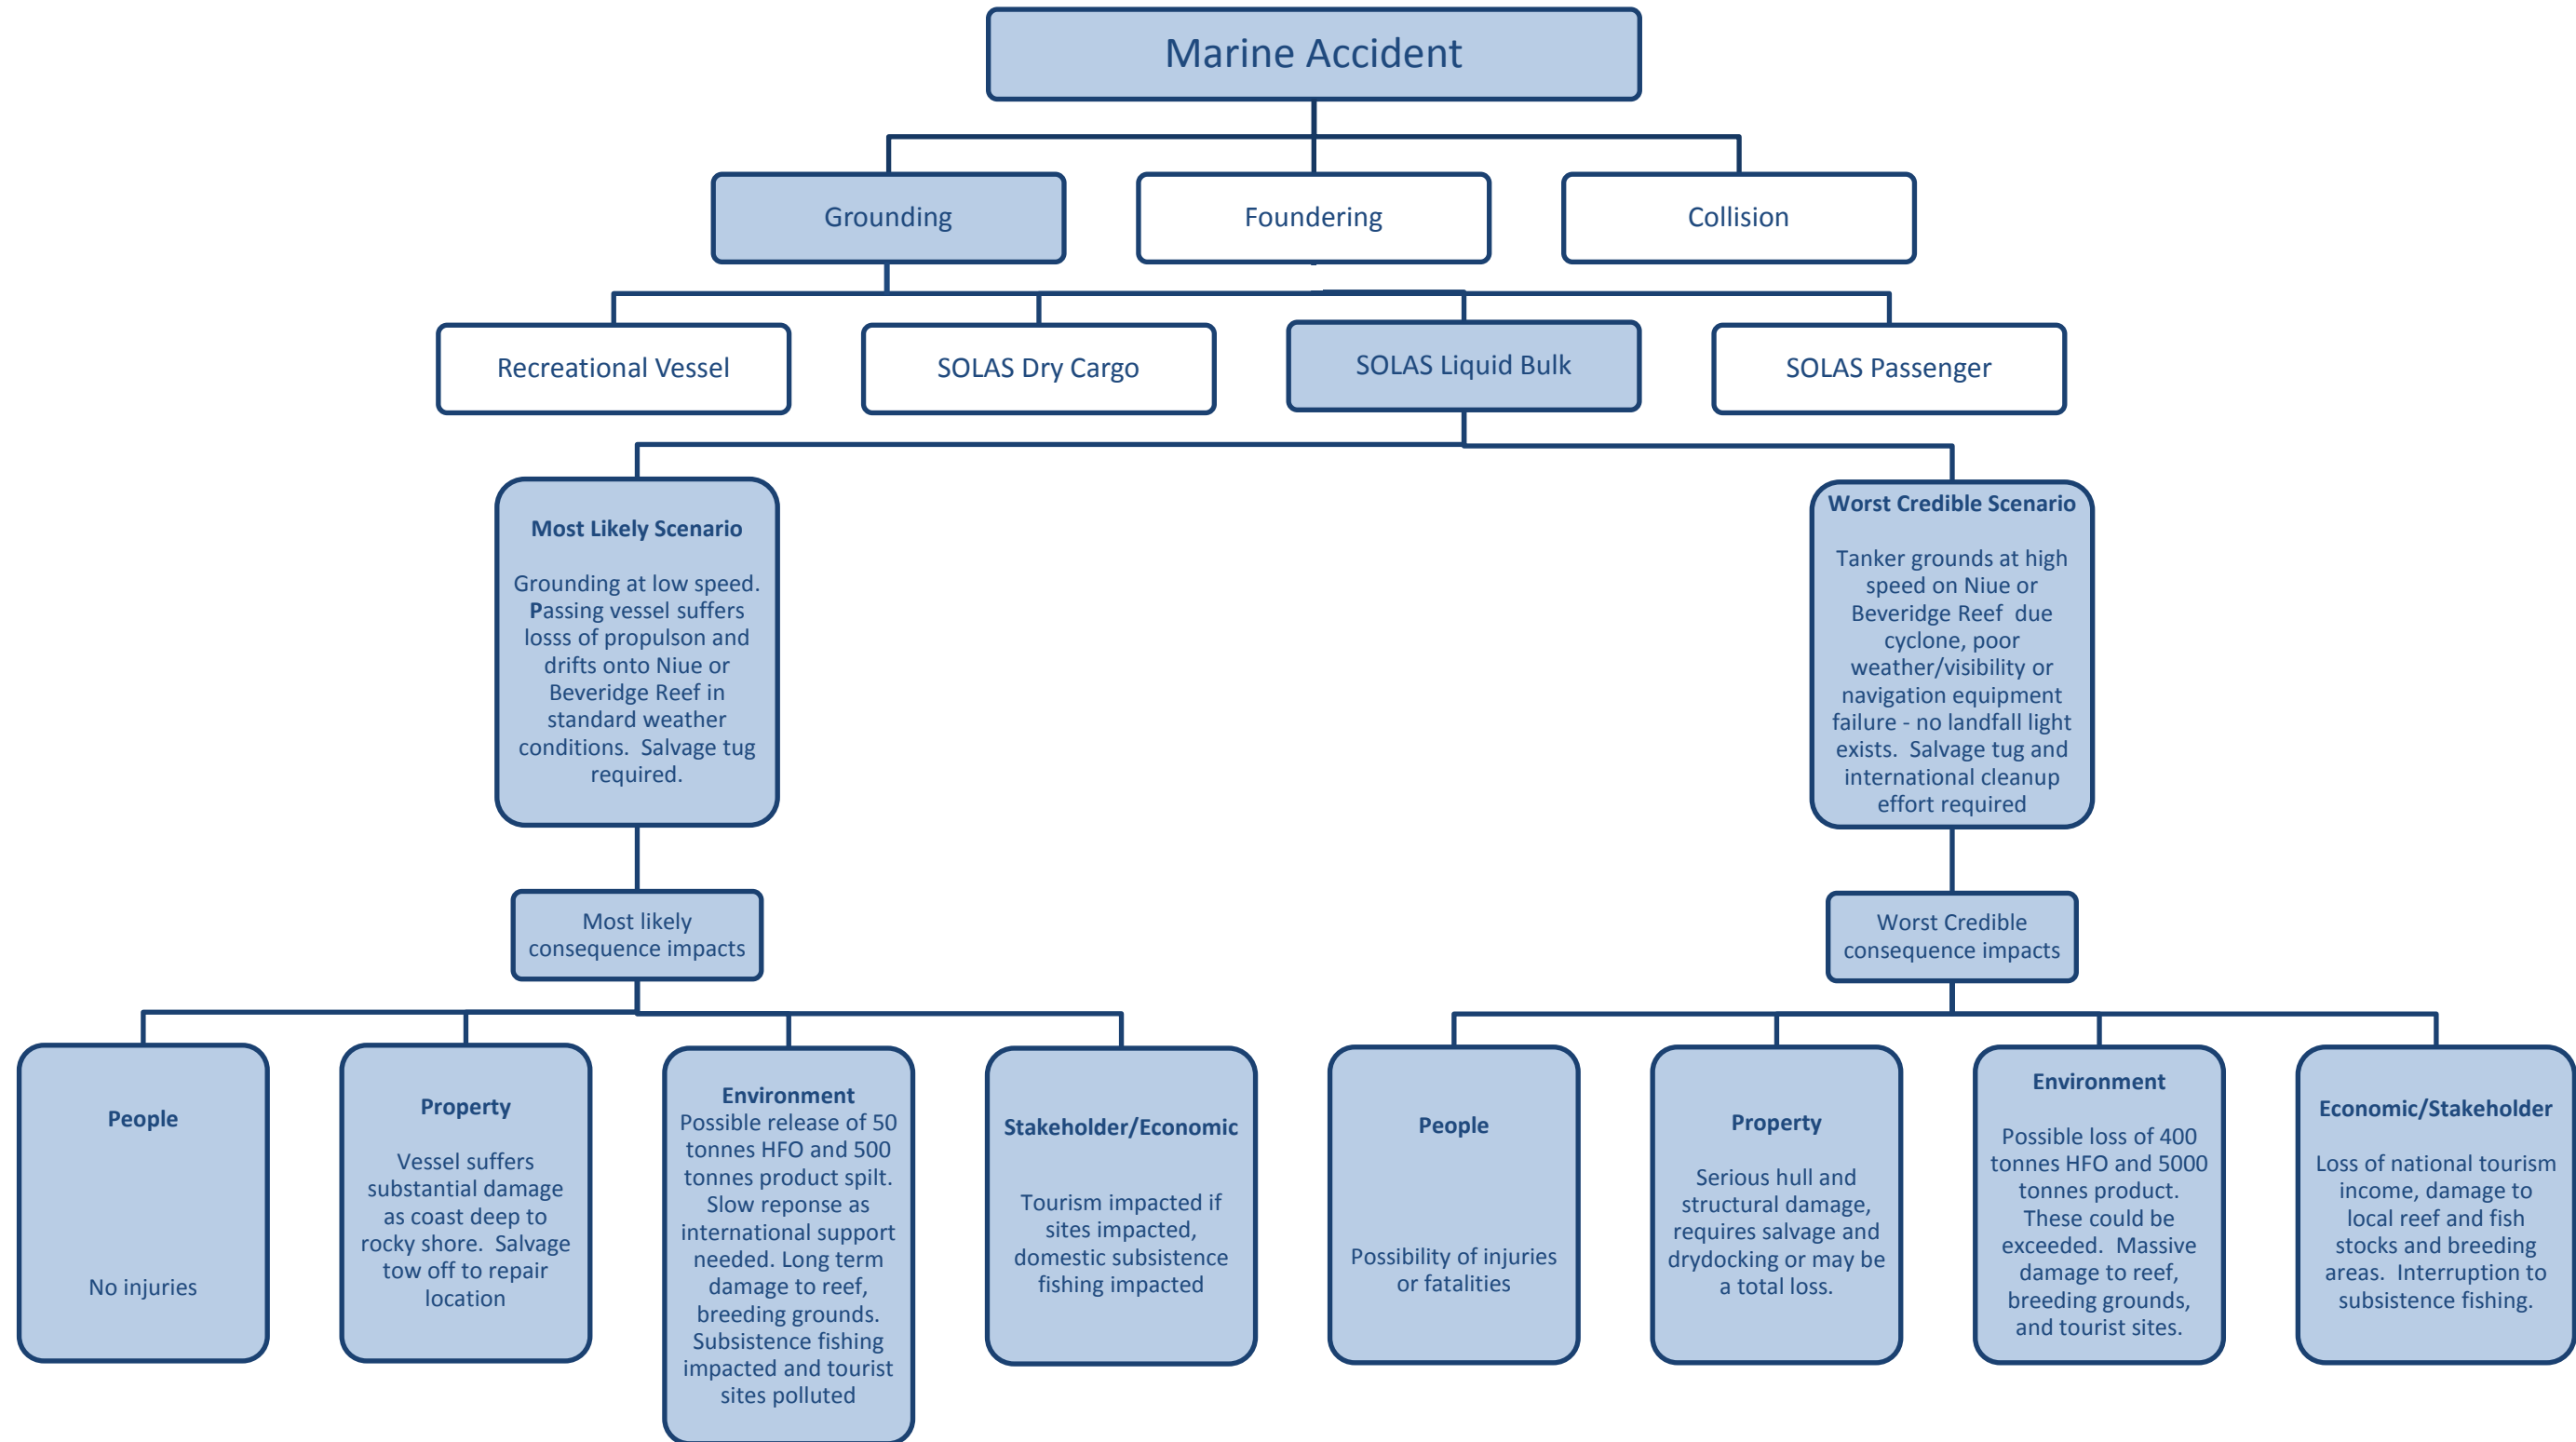 Marine Accident
Grounding
Foundering
Collision
Recreational Vessel
SOLAS Dry Cargo
SOLAS Liquid Bulk
SOLAS Passenger
Most Likely Scenario
Grounding at low speed.
Passing vessel suffers
losss of propulson and
drifts onto Niue or
Beveridge Reef in
standard weather
conditions.  Salvage tug
required.
Worst Credible Scenario
Tanker grounds at high
speed on Niue or
Beveridge Reef  due
cyclone, poor
weather/visibility or
navigation equipment
failure - no landfall light
exists.  Salvage tug and
international cleanup
effort required
Most likely
consequence impacts
Worst Credible
consequence impacts
People
No injuries
Property
Vessel suffers
substantial damage
as coast deep to
rocky shore.  Salvage
tow off to repair
location
Environment
Possible release of 50
tonnes HFO and 500
tonnes product spilt.
Slow reponse as
international support
needed. Long term
damage to reef,
breeding grounds.
Subsistence fishing
impacted and tourist
sites polluted
Stakeholder/Economic
Tourism impacted if
sites impacted,
domestic subsistence
fishing impacted
People
Possibility of injuries
or fatalities
Property
Serious hull and
structural damage,
requires salvage and
drydocking or may be
a total loss.
Environment
Possible loss of 400
tonnes HFO and 5000
tonnes product.
These could be
exceeded.  Massive
damage to reef,
breeding grounds,
and tourist sites.
Economic/Stakeholder
Loss of national tourism
income, damage to
local reef and fish
stocks and breeding
areas.  Interruption to
subsistence fishing.